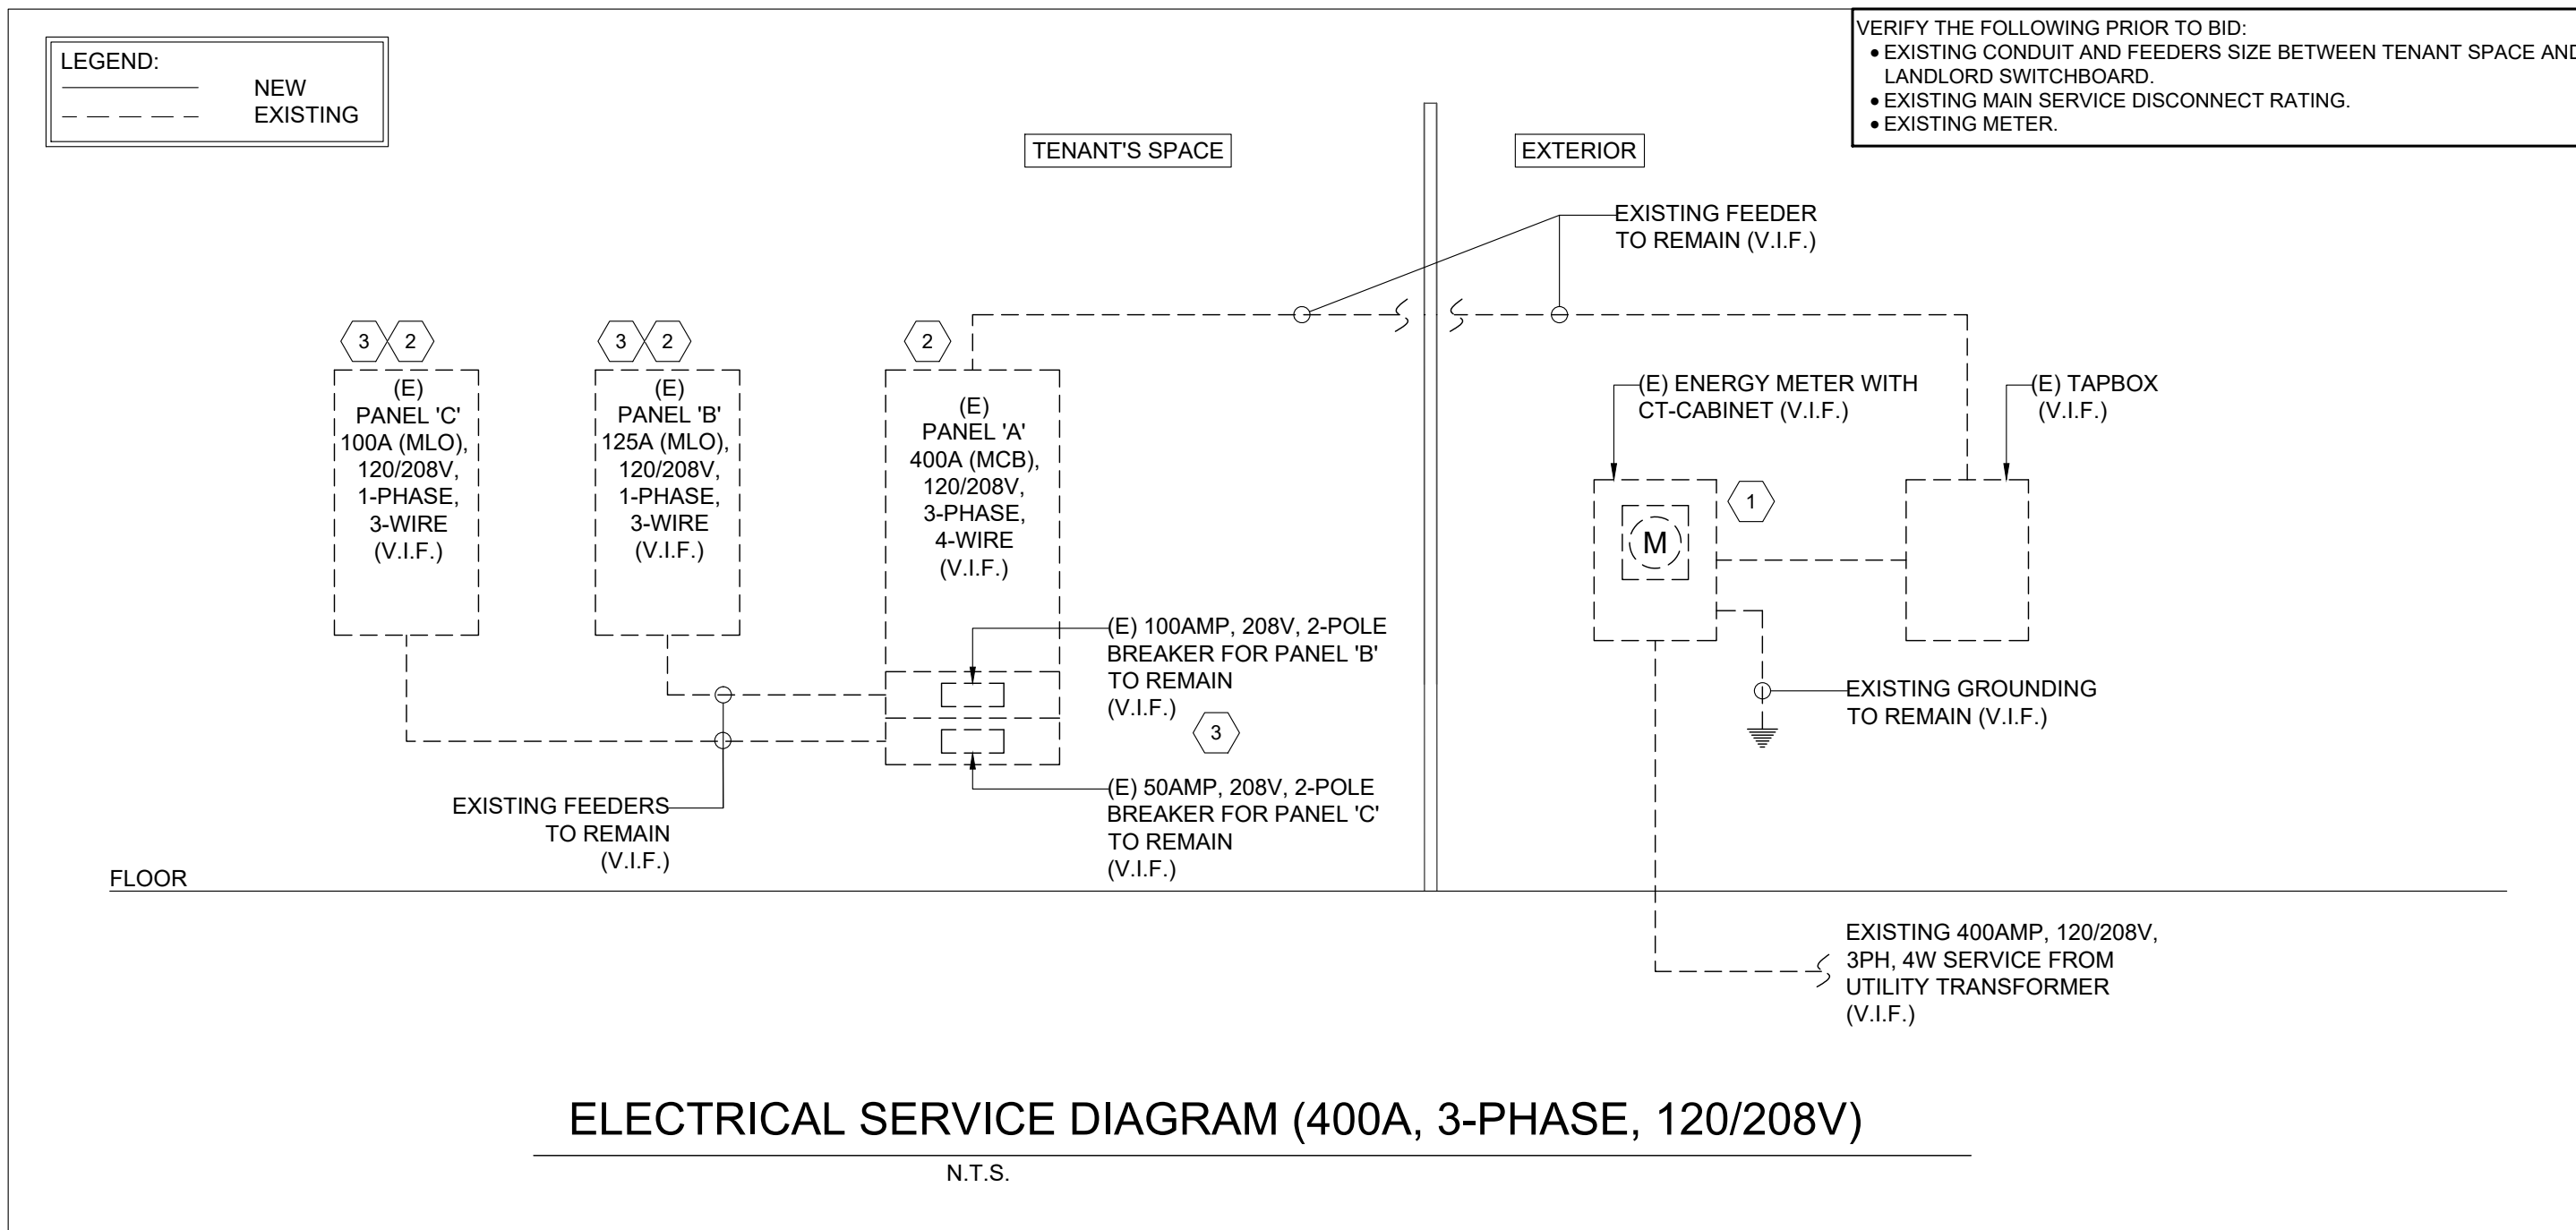 LEGEND:
NEW
EXISTING
VERIFY THE FOLLOWING PRIOR TO BID:
• EXISTING CONDUIT AND FEEDERS SIZE BETWEEN TENANT SPACE AND
LANDLORD SWITCHBOARD.
• EXISTING MAIN SERVICE DISCONNECT RATING.
• EXISTING METER.
TENANT'S SPACE
EXTERIOR
EXISTING FEEDER
TO REMAIN (V.I.F.)
3
2
(E)
PANEL 'C'
100A (MLO),
120/208V,
1-PHASE,
3-WIRE
(V.I.F.)
3
2
(E)
PANEL 'B'
125A (MLO),
120/208V,
1-PHASE,
3-WIRE
(V.I.F.)
2
(E)
PANEL 'A'
400A (MCB),
120/208V,
3-PHASE,
4-WIRE
(V.I.F.)
(E) ENERGY METER WITH
CT-CABINET (V.I.F.)
(E) TAPBOX
(V.I.F.)
1
M
(E) 100AMP, 208V, 2-POLE
BREAKER FOR PANEL 'B'
TO REMAIN
(V.I.F.)
3
(E) 50AMP, 208V, 2-POLE
BREAKER FOR PANEL 'C'
TO REMAIN
(V.I.F.)
EXISTING GROUNDING
TO REMAIN (V.I.F.)
EXISTING FEEDERS
TO REMAIN
(V.I.F.)
FLOOR
EXISTING 400AMP, 120/208V,
3PH, 4W SERVICE FROM
UTILITY TRANSFORMER
(V.I.F.)
ELECTRICAL SERVICE DIAGRAM (400A, 3-PHASE, 120/208V)
N.T.S.